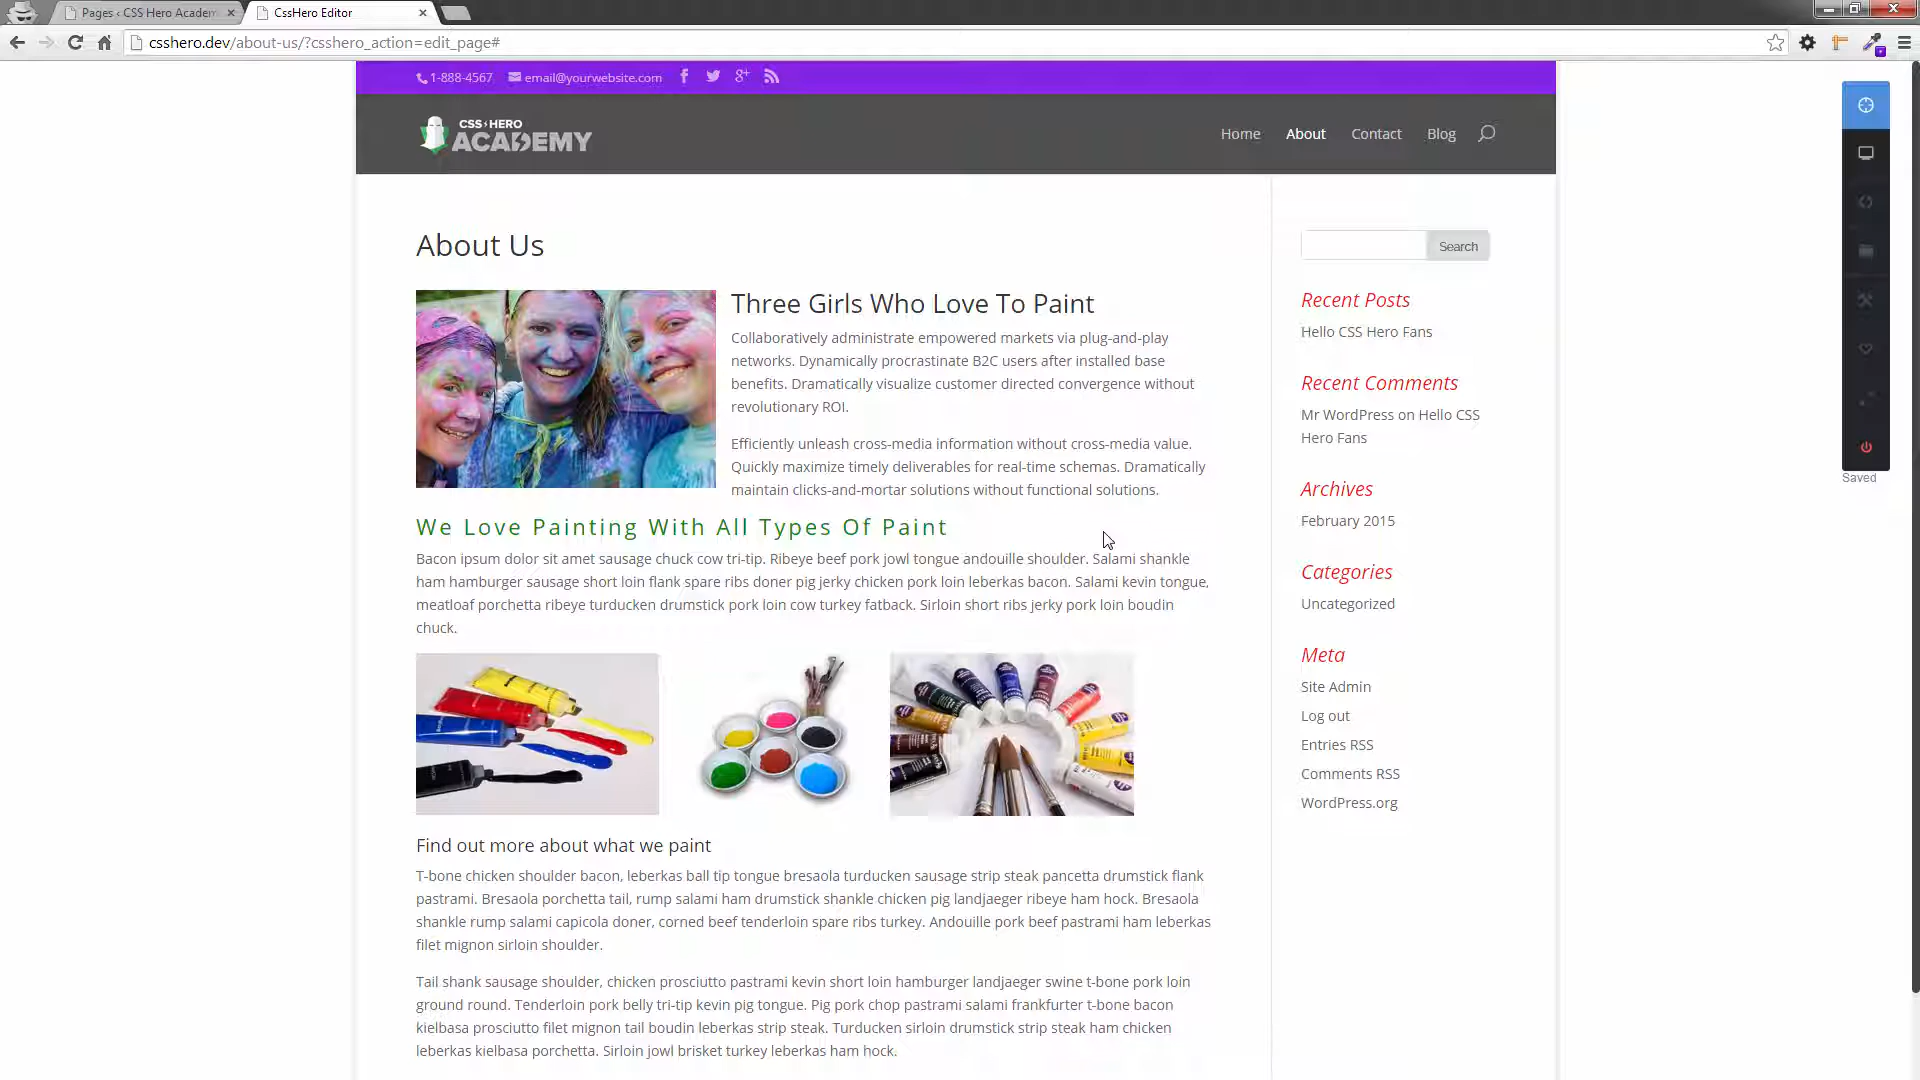 Pages ‹ CSS Hero Academ
CssHero Editor
csshero.dev/about-us/?csshero_action=edit_page#
1-888-4567
email@yourwebsite.com
CSS HERO
ACADEMY
Home
About
Contact
Blog
About Us
Search
Three Girls Who Love To Paint
Collaboratively administrate empowered markets via plug-and-play
networks. Dynamically procrastinate B2C users after installed base
benefits. Dramatically visualize customer directed convergence without
revolutionary ROI.
Efficiently unleash cross-media information without cross-media value.
Quickly maximize timely deliverables for real-time schemas. Dramatically
maintain clicks-and-mortar solutions without functional solutions.
We Love Painting With All Types Of Paint
Bacon ipsum dolor sit amet sausage chuck cow tri-tip. Ribeye beef pork jowl tongue andouille shoulder. Salami shankle
ham hamburger sausage short loin flank spare ribs doner pig jerky chicken pork loin leberkas bacon. Salami kevin tongue,
meatloaf porchetta ribeye turducken drumstick pork loin cow turkey fatback. Sirloin short ribs jerky pork loin boudin
chuck.
Find out more about what we paint
T-bone chicken shoulder bacon, leberkas ball tip tongue bresaola turducken sausage strip steak pancetta drumstick flank
pastrami. Bresaola porchetta tail, rump salami ham drumstick shankle chicken pig landjaeger ribeye ham hock. Bresaola
shankle rump salami capicola doner, corned beef tenderloin spare ribs turkey. Andouille pork beef pastrami ham leberkas
filet mignon sirloin shoulder.
Tail shank sausage shoulder, chicken prosciutto pastrami kevin short loin hamburger landjaeger swine t-bone pork loin
ground round. Tenderloin pork belly tri-tip kevin pig tongue. Pig pork chop pastrami salami frankfurter t-bone bacon
kielbasa prosciutto filet mignon tail boudin leberkas strip steak. Turducken sirloin drumstick strip steak ham chicken
leberkas kielbasa porchetta. Sirloin jowl brisket turkey leberkas ham hock.
Recent Posts
Hello CSS Hero Fans
Recent Comments
Mr WordPress on Hello CSS
Hero Fans
Archives
February 2015
Categories
Uncategorized
Meta
Site Admin
Log out
Entries RSS
Comments RSS
WordPress.org
Saved